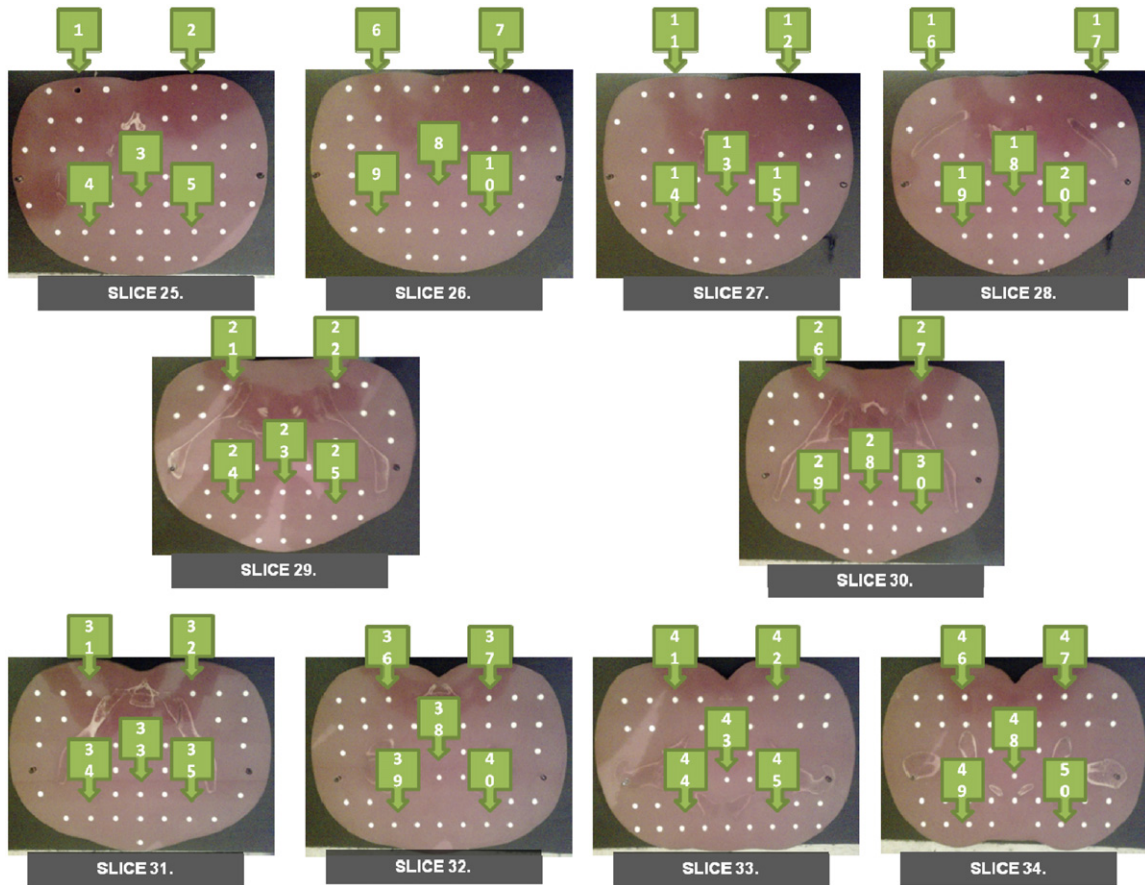 1 2 6 7 11 12 16 17
3 8 13 18
4 5 9 10 14 15 19 20
SLICE 25. SLICE 26. SLICE 27. SLICE 28.
21 22 26 27
23 28
24 25 29 30
SLICE 29. SLICE 30.
31 32 36 37 41 42 46 47
33 38 43 48
34 35 39 40 44 45 49 50
SLICE 31. SLICE 32. SLICE 33. SLICE 34.